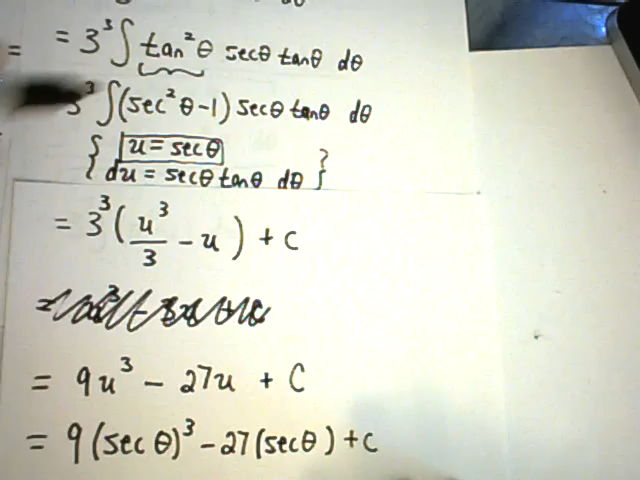 = = 3³ ∫ tan²θ secθ tanθ dθ
3³ ∫(sec²θ-1) secθ tanθ dθ
{ u = secθ
du = secθ tanθ dθ }
= 3³ (u³/3 - u) + C
= 9u³ - 27u + C
= 9(sec θ)³ - 27(secθ) + C